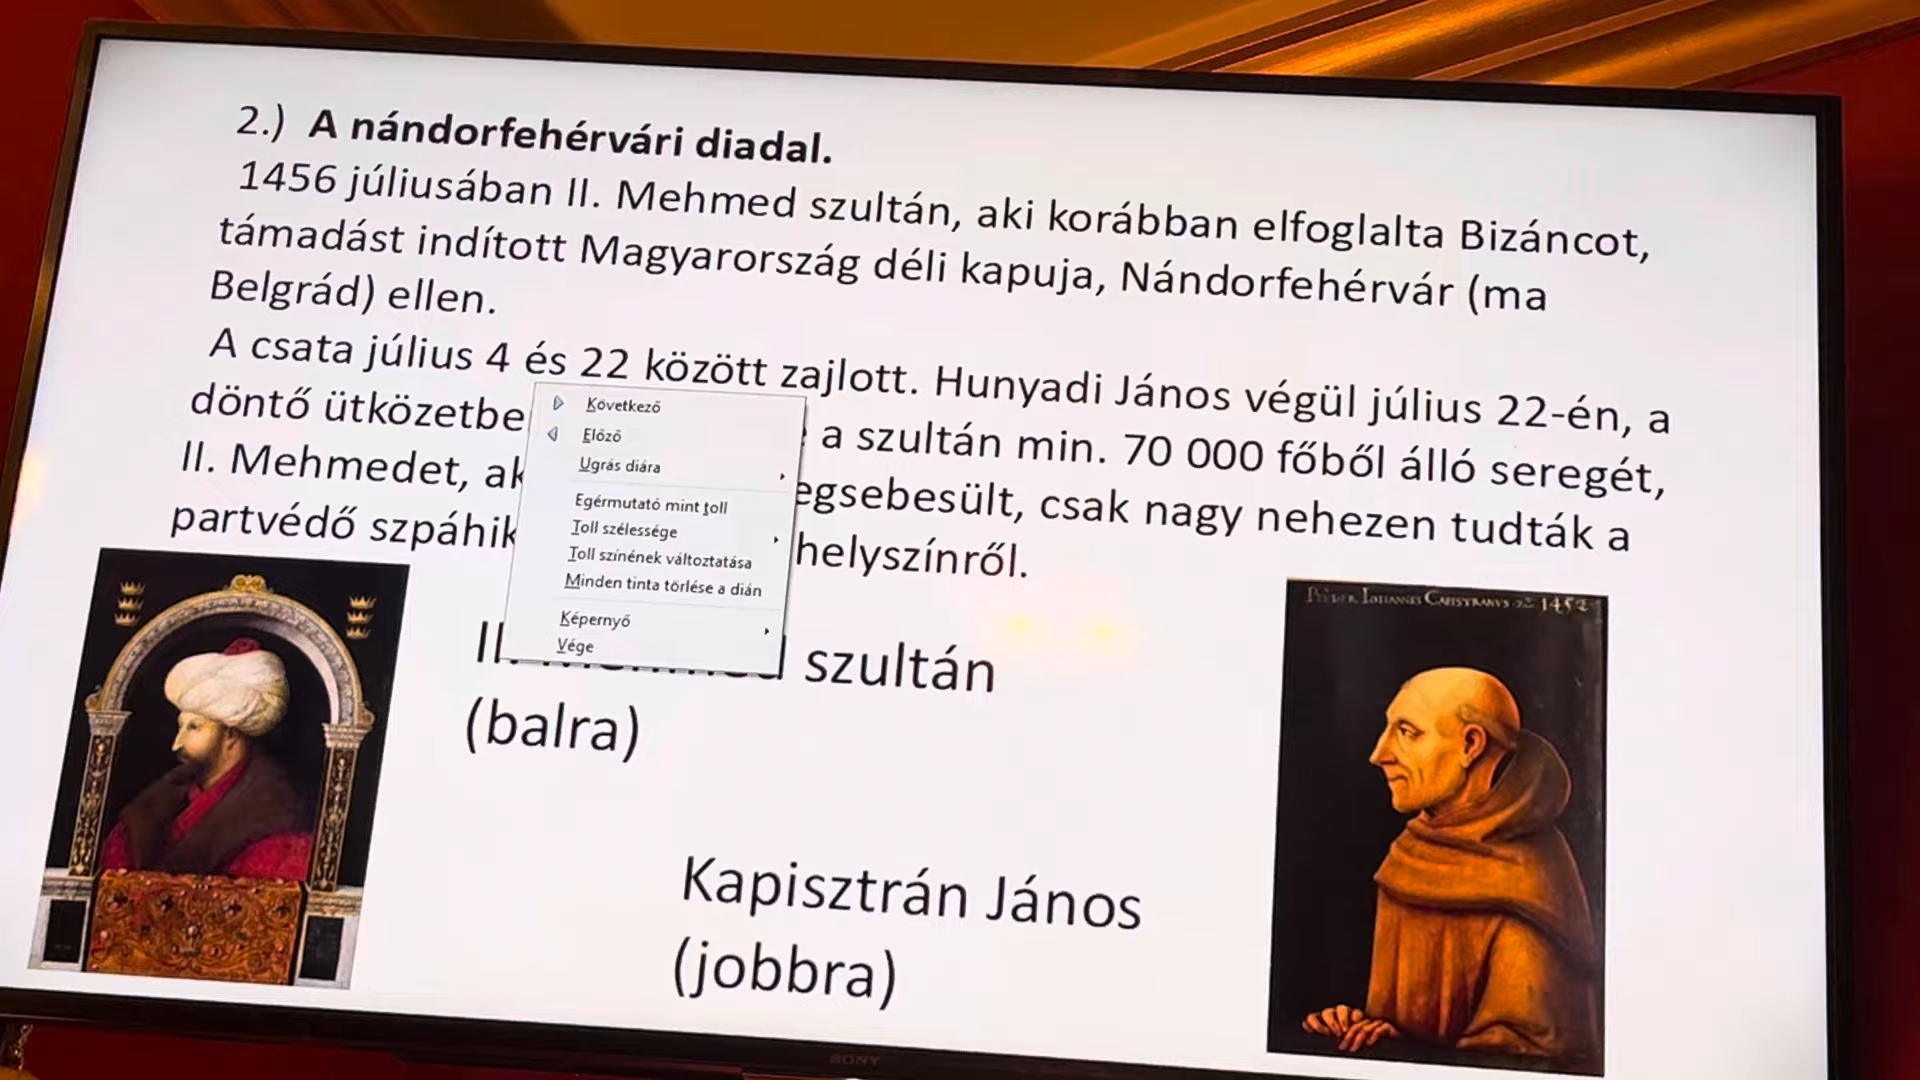 2.) A nándorfehérvári diadal.
1456 júliusában II. Mehmed szultán, aki korábban elfoglalta Bizáncot,
támadást indított Magyarország déli kapuja, Nándorfehérvár (ma
Belgrád) ellen.
A csata július 4 és 22 között zajlott. Hunyadi János végül július 22-én, a
döntő ütközetbe a szultán min. 70 000 főből álló seregét,
II. Mehmedet, ak egsebesült, csak nagy nehezen tudták a
partvédő szpáhik helyszínről.
Következő
Előző
Ugrás diára
Egérmutató mint toll
Toll szélessége
Toll színének változtatása
Minden tinta törlése a dián
Képernyő
Vége
szultán
(balra)
Kapisztrán János
(jobbra)
1452
SONY